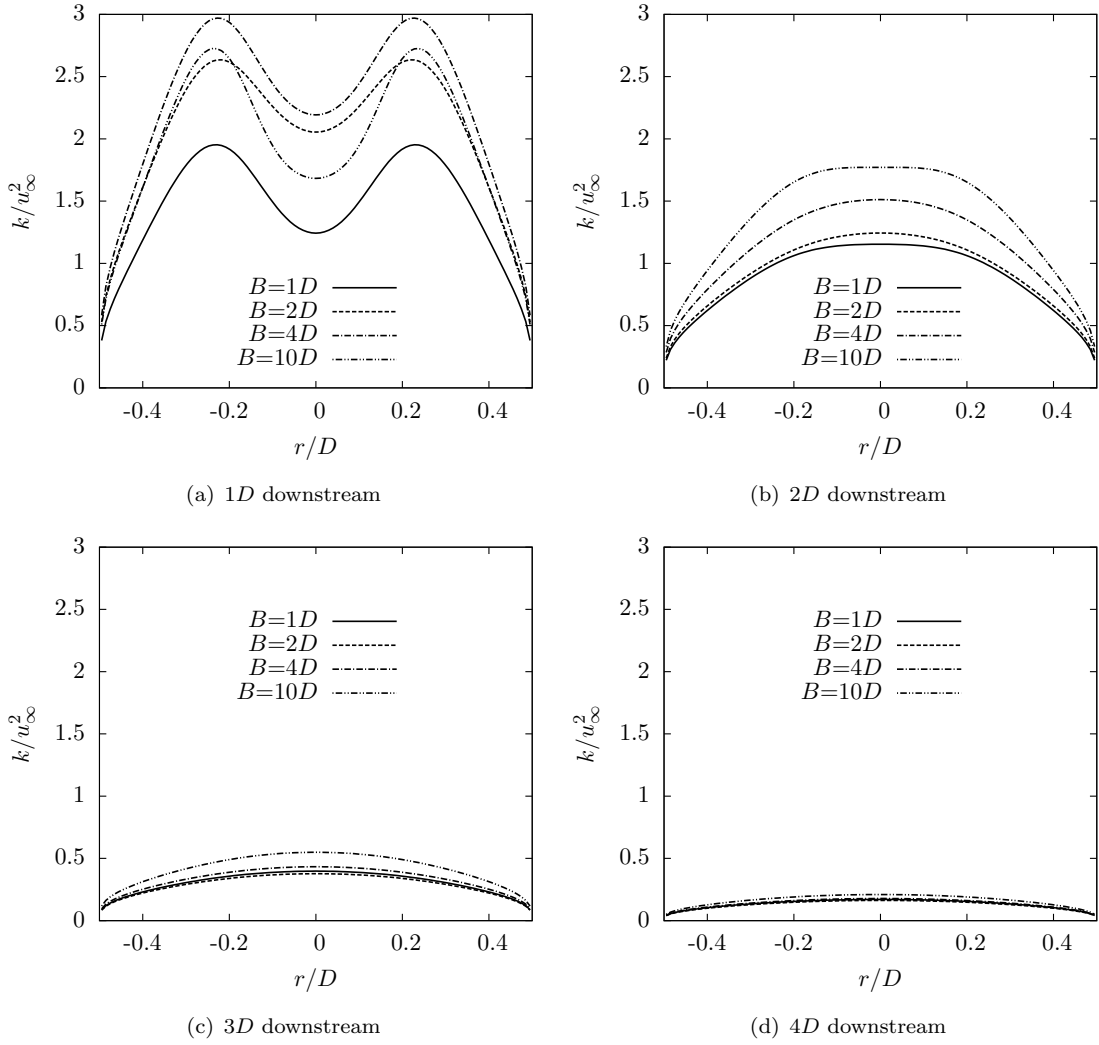 3
2.5
2
1.5
1
0.5
0
k/u²∞
B=1D
B=2D
B=4D
B=10D
-0.4 -0.2 0 0.2 0.4
r/D
(a) 1D downstream
3
2.5
2
1.5
1
0.5
0
k/u²∞
B=1D
B=2D
B=4D
B=10D
-0.4 -0.2 0 0.2 0.4
r/D
(b) 2D downstream
3
2.5
2
1.5
1
0.5
0
k/u²∞
B=1D
B=2D
B=4D
B=10D
-0.4 -0.2 0 0.2 0.4
r/D
(c) 3D downstream
3
2.5
2
1.5
1
0.5
0
k/u²∞
B=1D
B=2D
B=4D
B=10D
-0.4 -0.2 0 0.2 0.4
r/D
(d) 4D downstream